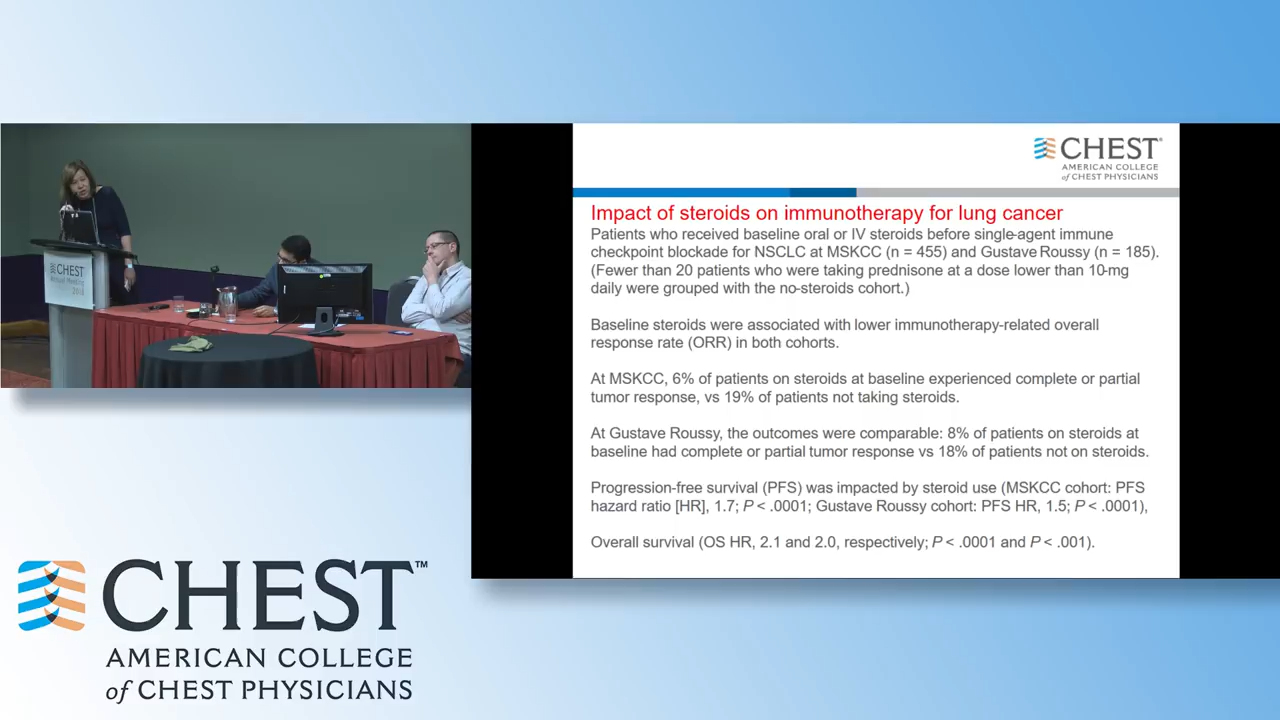 CHEST
AMERICAN COLLEGE
of CHEST PHYSICIANS
Impact of steroids on immunotherapy for lung cancer
Patients who received baseline oral or IV steroids before single-agent immune
checkpoint blockade for NSCLC at MSKCC (n = 455) and Gustave Roussy (n = 185).
(Fewer than 20 patients who were taking prednisone at a dose lower than 10-mg
daily were grouped with the no-steroids cohort.)
Baseline steroids were associated with lower immunotherapy-related overall
response rate (ORR) in both cohorts.
At MSKCC, 6% of patients on steroids at baseline experienced complete or partial
tumor response, vs 19% of patients not taking steroids.
At Gustave Roussy, the outcomes were comparable: 8% of patients on steroids at
baseline had complete or partial tumor response vs 18% of patients not on steroids.
Progression-free survival (PFS) was impacted by steroid use (MSKCC cohort: PFS
hazard ratio [HR], 1.7; P < .0001; Gustave Roussy cohort: PFS HR, 1.5; P < .0001),
Overall survival (OS HR, 2.1 and 2.0, respectively; P < .0001 and P < .001).
CHEST
Annual Meeting
CHEST™
AMERICAN COLLEGE
of CHEST PHYSICIANS